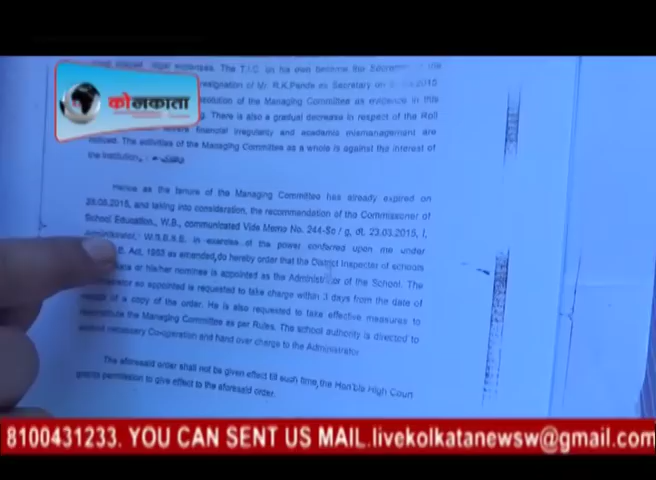 The T.I.C. on his own became the
resignation of Mr. R.K.Pande ex Secretary on
कोलकाता
resolution of the Managing Committee as evidence in this
There is also a gradual decrease in respect of the Roll
financial irregularity and academic mismanagement are
noticed. The activities of the Managing Committee as a whole is against the interest of
the institution.
Hence as the tenure of the Managing Committee has already expired on
28.08.2015, and taking into consideration, the recommendation of the Commissioner of
School Education, W.B., communicated Vide Memo No. 244-Sc / g, dt. 23.03.2015, I,
Administrator, W.B.B.S.E. in exercise of the power conferred upon me under
E. Act, 1963 as extended, do hereby order that the District Inspector of schools
or his/her nominee is appointed as the Administrator of the School. The
so appointed is requested to take charge within 3 days from the date of
of a copy of the order. He is also requested to take effective measures to
reconstitute the Managing Committee as per Rules. The school authority is directed to
necessary Co-operation and hand over charge to the Administrator.
The aforesaid order shall not be given effect till such time, the Hon'ble High Court
grants permission to give effect to the aforesaid order.
8100431233. YOU CAN SENT US MAIL.livekolkatanewsw@gmail.com